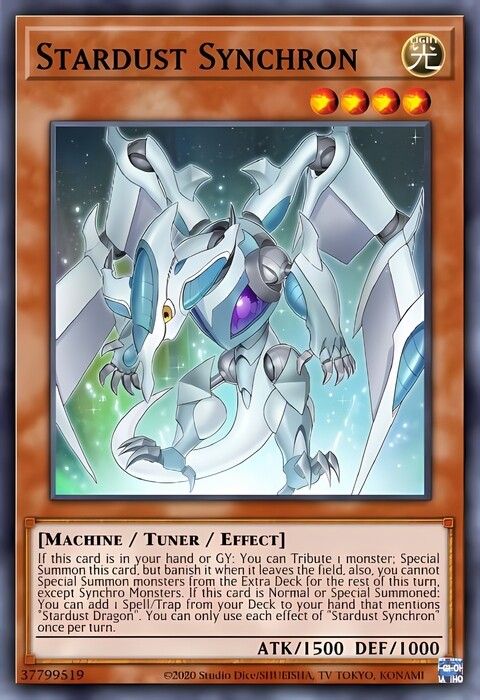 STARDUST SYNCHRON
LIGHT
光
[MACHINE / TUNER / EFFECT]
If this card is in your hand or GY: You can Tribute 1 monster; Special
Summon this card, but banish it when it leaves the field, also, you cannot
Special Summon monsters from the Extra Deck for the rest of this turn,
except Synchro Monsters. If this card is Normal or Special Summoned:
You can add 1 Spell/Trap from your Deck to your hand that mentions
"Stardust Dragon". You can only use each effect of "Stardust Synchron"
once per turn.
ATK/1500 DEF/1000
37799519
©2020 Studio Dice/SHUEISHA, TV TOKYO, KONAMI